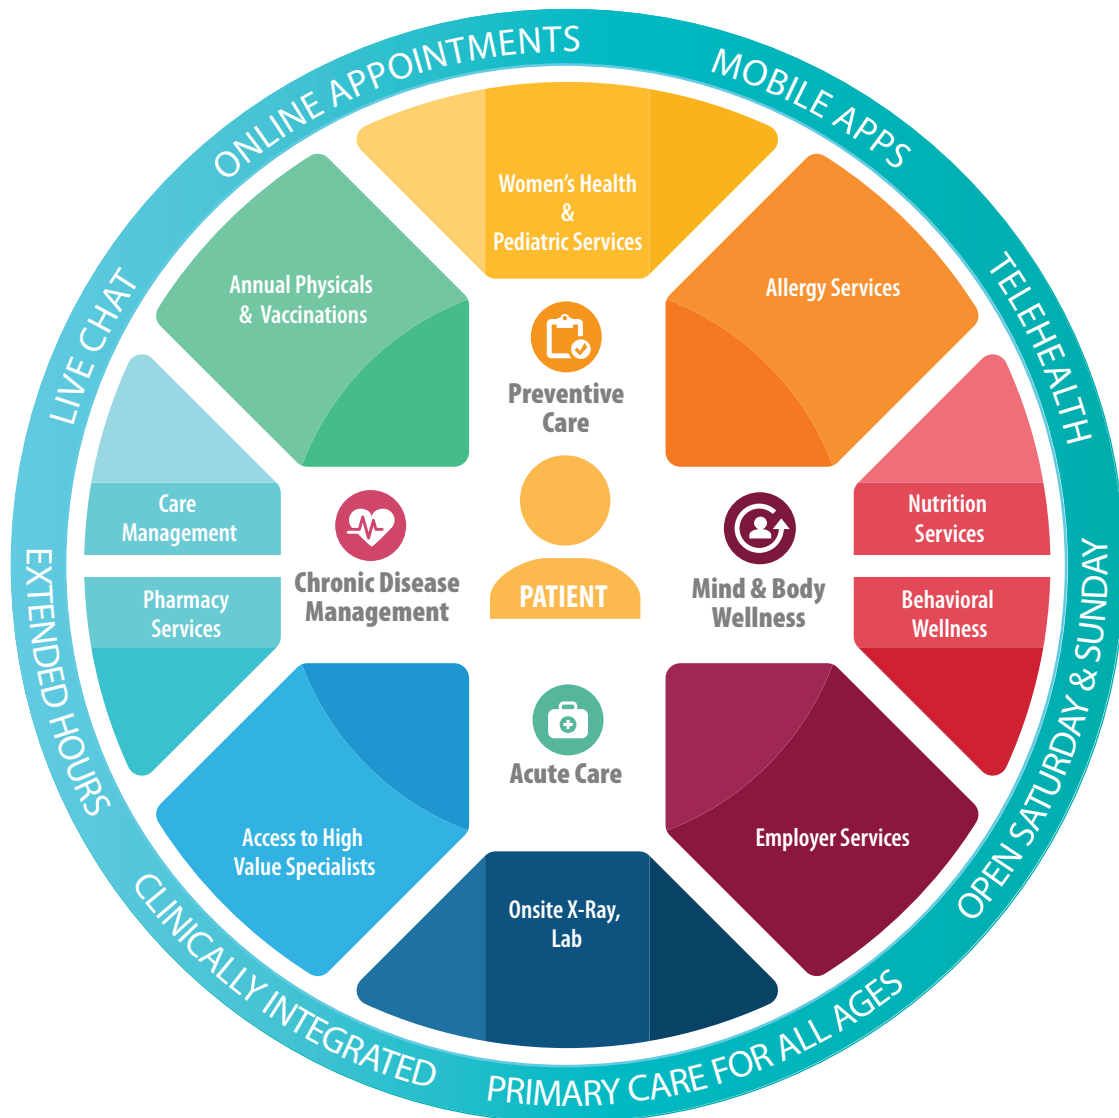 ONLINE APPOINTMENTS
MOBILE APPS
TELEHEALTH
OPEN SATURDAY & SUNDAY
PRIMARY CARE FOR ALL AGES
CLINICALLY INTEGRATED
EXTENDED HOURS
LIVE CHAT
Women's Health
&
Pediatric Services
Annual Physicals
& Vaccinations
Allergy Services
Preventive
Care
Care
Management
Nutrition
Services
Chronic Disease
Management
PATIENT
Mind & Body
Wellness
Pharmacy
Services
Behavioral
Wellness
Acute Care
Access to High
Value Specialists
Employer Services
Onsite X-Ray,
Lab